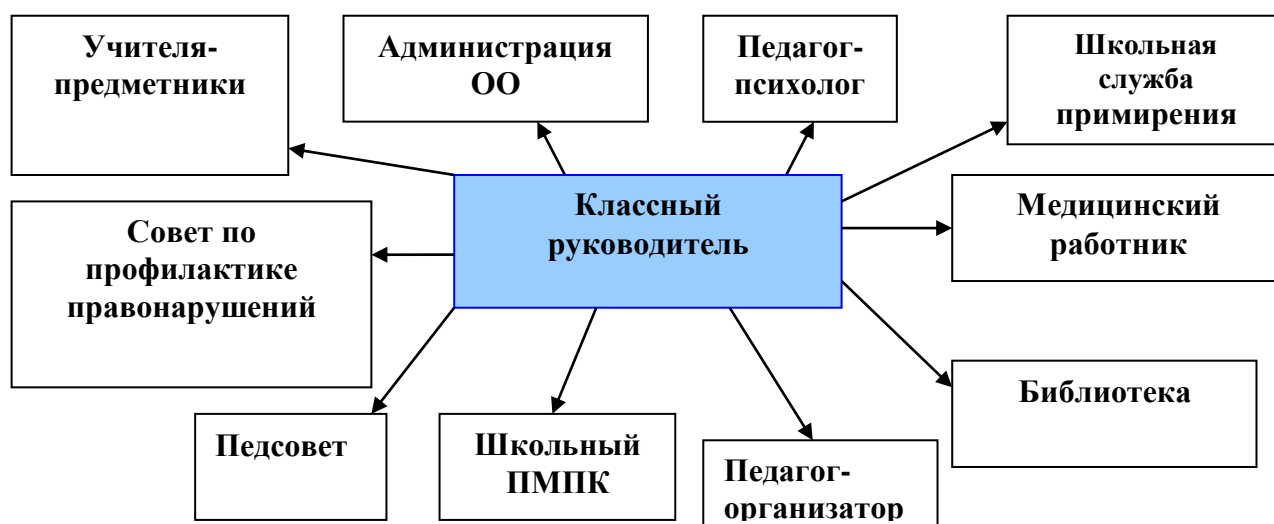 Учителя-
предметники
Администрация
ОО
Педагог-
психолог
Школьная
служба
примирения
Классный
руководитель
Совет по
профилактике
правонарушений
Медицинский
работник
Библиотека
Педсовет
Школьный
ПМПК
Педагог-
организатор